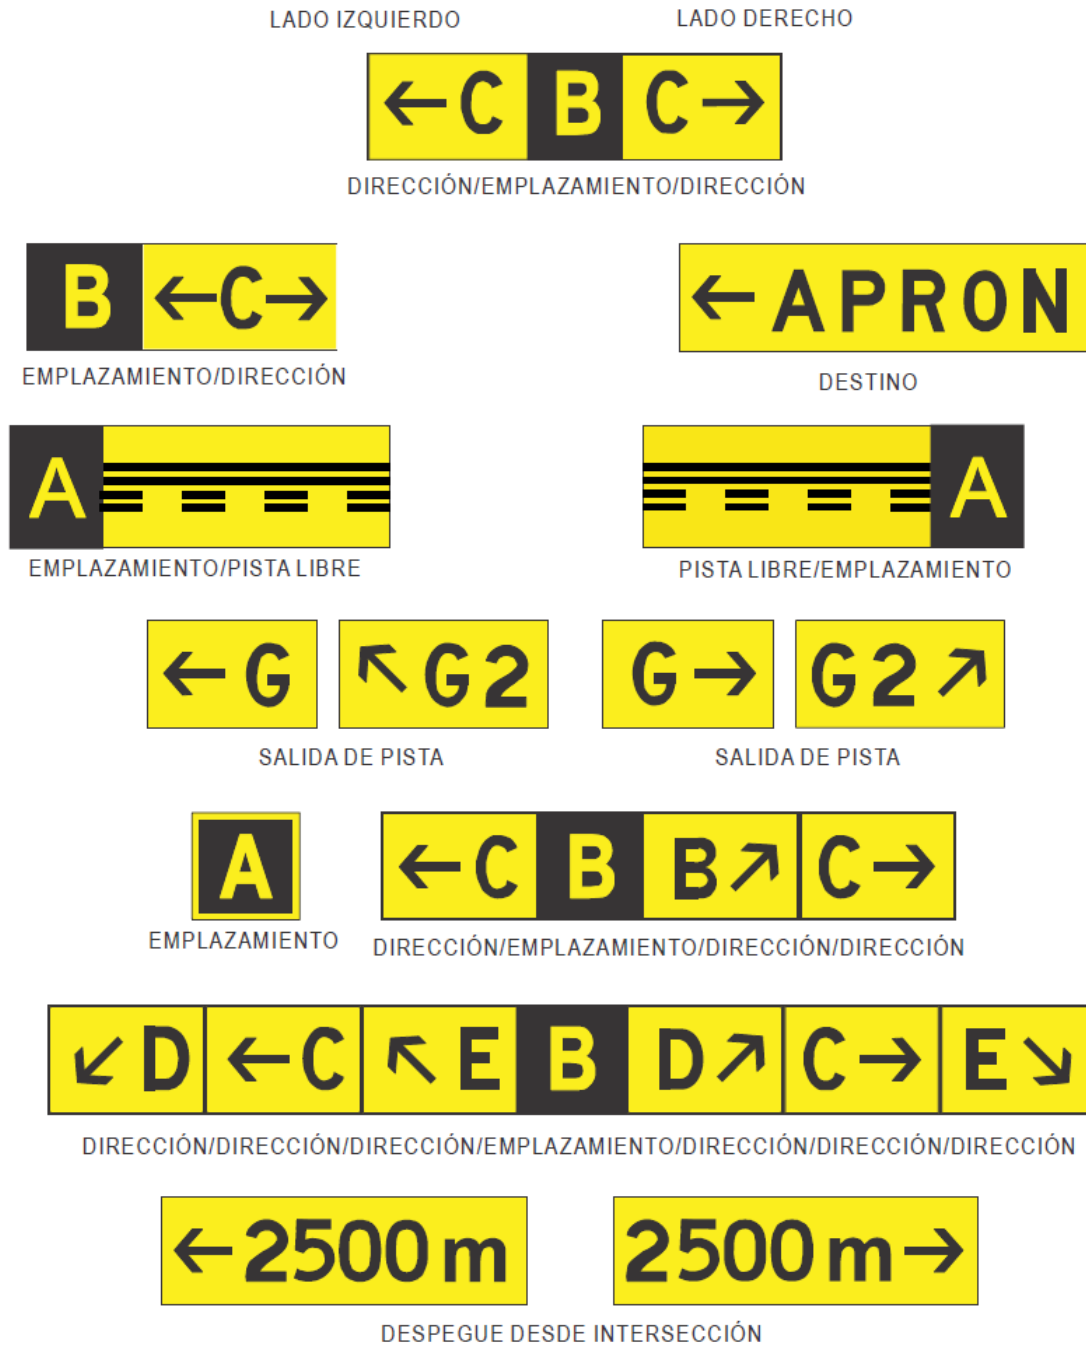 LADO IZQUIERDO LADO DERECHO
←C B C→
DIRECCIÓN/EMPLAZAMIENTO/DIRECCIÓN
B ←C→ ←APRON
EMPLAZAMIENTO/DIRECCIÓN DESTINO
A A
EMPLAZAMIENTO/PISTA LIBRE PISTA LIBRE/EMPLAZAMIENTO
←G ↖G2 G→ G2↗
SALIDA DE PISTA SALIDA DE PISTA
A ←C B B↗ C→
EMPLAZAMIENTO DIRECCIÓN/EMPLAZAMIENTO/DIRECCIÓN/DIRECCIÓN
↙D ←C ↖E B D↗ C→ E↘
DIRECCIÓN/DIRECCIÓN/DIRECCIÓN/EMPLAZAMIENTO/DIRECCIÓN/DIRECCIÓN/DIRECCIÓN
←2500 m 2500 m→
DESPEGUE DESDE INTERSECCIÓN